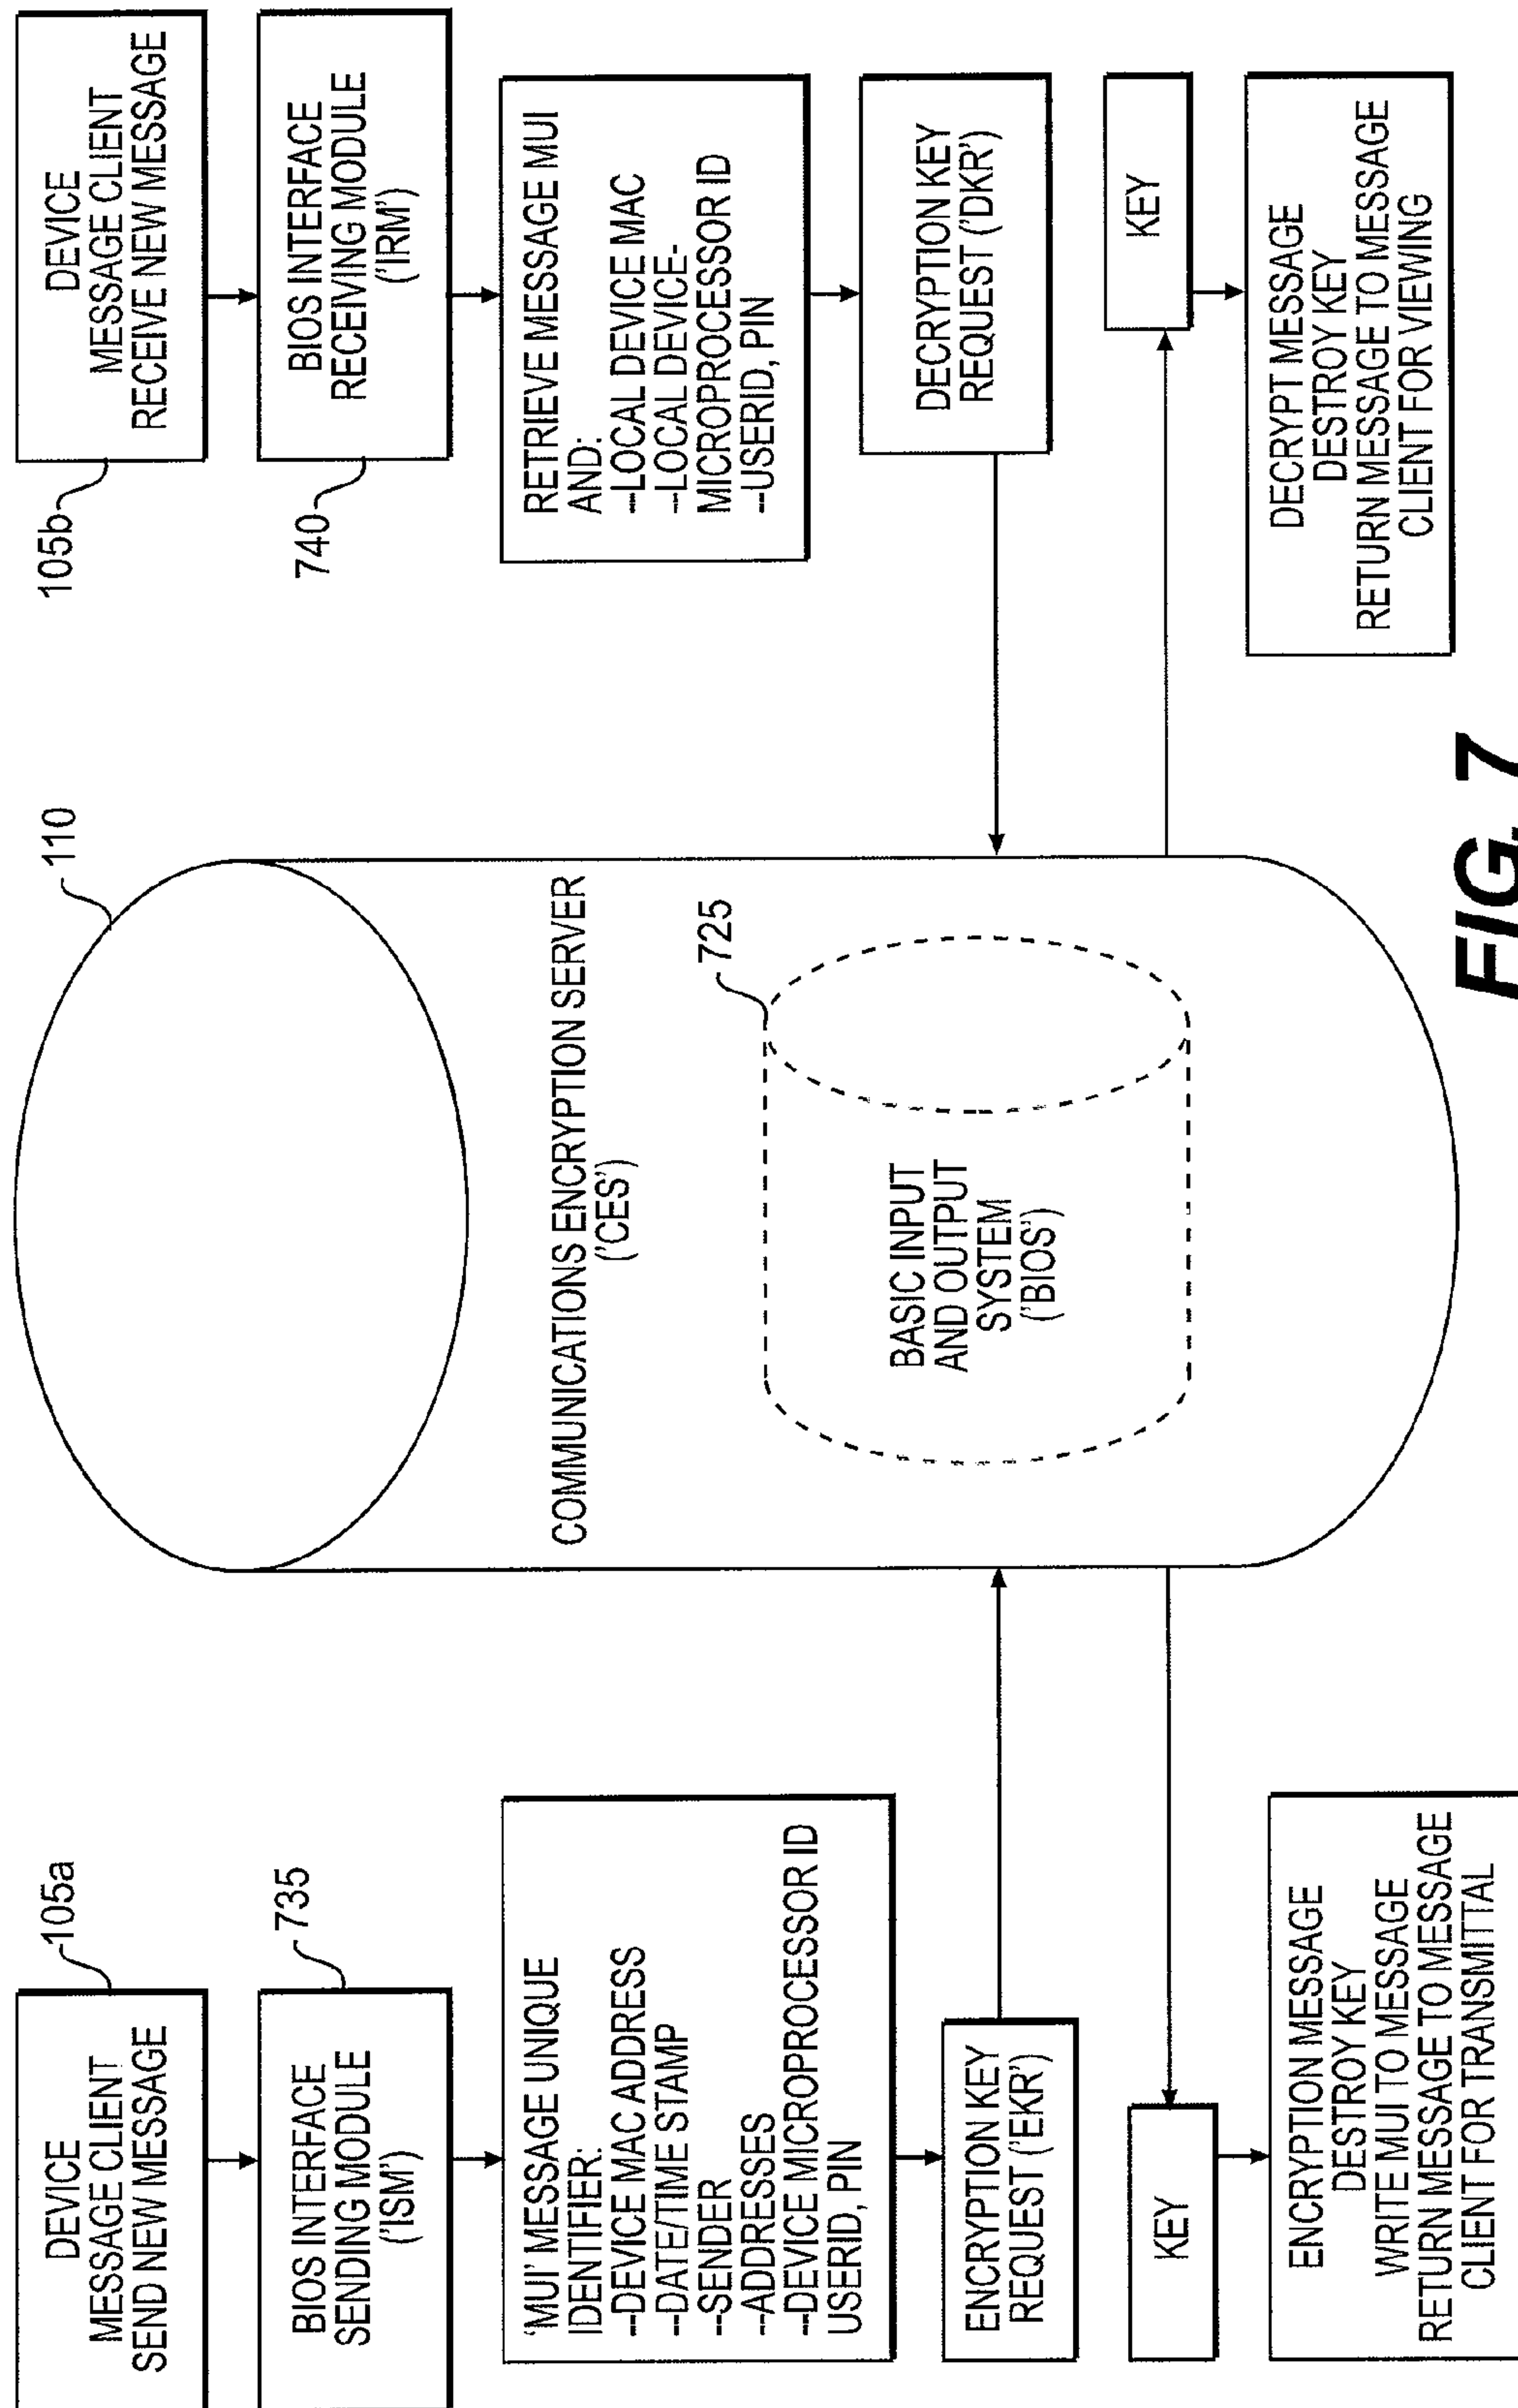 105a
DEVICE
MESSAGE CLIENT
SEND NEW MESSAGE
735
BIOS INTERFACE
SENDING MODULE
('ISM')
'MUI' MESSAGE UNIQUE
IDENTIFIER:
--DEVICE MAC ADDRESS
--DATE/TIME STAMP
--SENDER
--ADDRESSES
--DEVICE MICROPROCESSOR ID
USERID, PIN
ENCRYPTION KEY
REQUEST ('EKR')
KEY
ENCRYPTION MESSAGE
DESTROY KEY
WRITE MUI TO MESSAGE
RETURN MESSAGE TO MESSAGE
CLIENT FOR TRANSMITTAL
110
COMMUNICATIONS ENCRYPTION SERVER
('CES')
725
BASIC INPUT
AND OUTPUT
SYSTEM
('BIOS')
105b
DEVICE
MESSAGE CLIENT
RECEIVE NEW MESSAGE
740
BIOS INTERFACE
RECEIVING MODULE
('IRM')
RETRIEVE MESSAGE MUI
AND:
--LOCAL DEVICE MAC
--LOCAL DEVICE-
MICROPROCESSOR ID
--USERID, PIN
DECRYPTION KEY
REQUEST ('DKR')
KEY
DECRYPT MESSAGE
DESTROY KEY
RETURN MESSAGE TO MESSAGE
CLIENT FOR VIEWING
FIG. 7